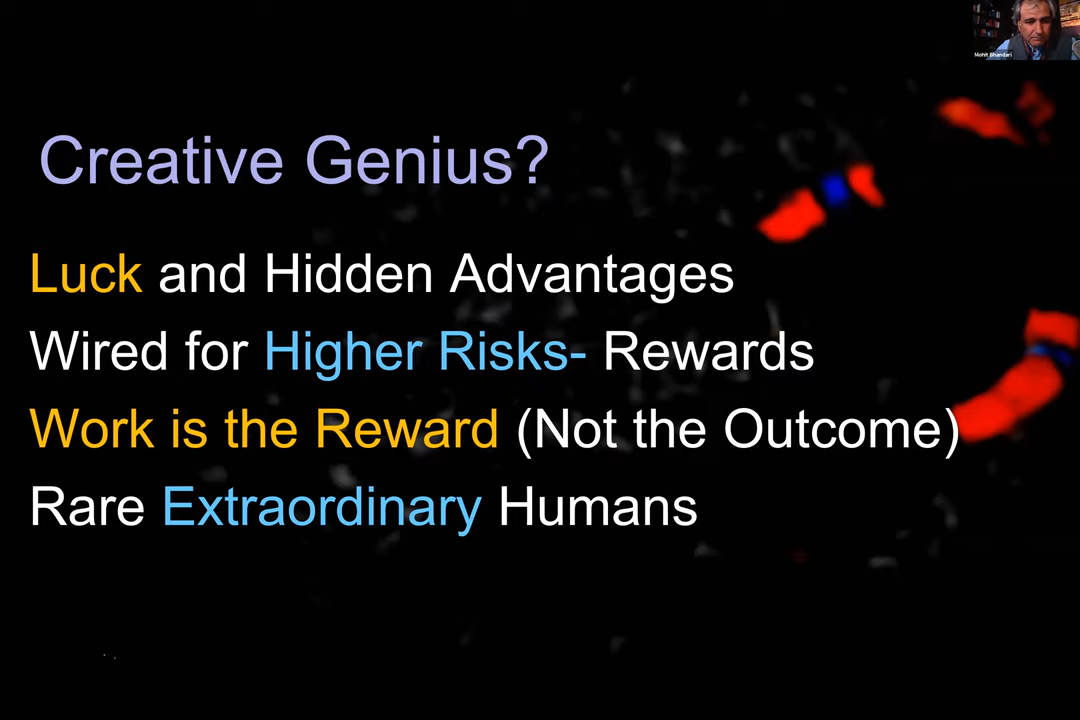 Mohit Bhandari
Creative Genius?
Luck and Hidden Advantages
Wired for Higher Risks- Rewards
Work is the Reward (Not the Outcome)
Rare Extraordinary Humans